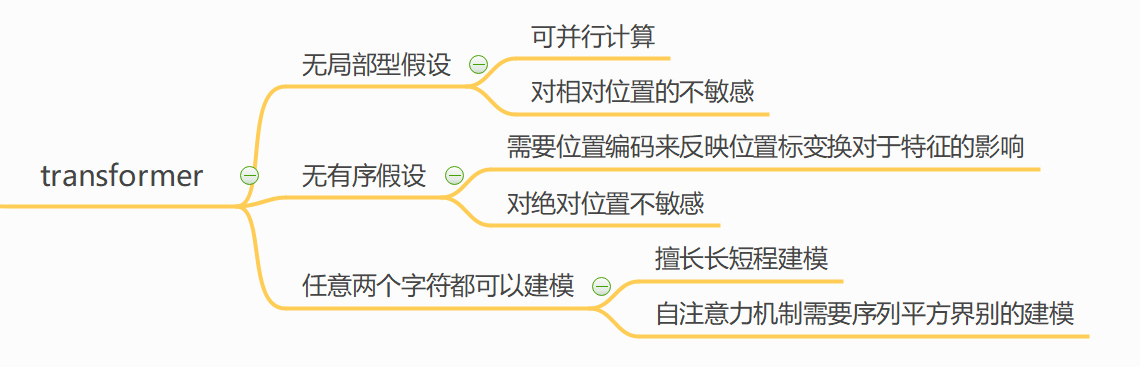 transformer
无局部型假设
可并行计算
对相对位置的不敏感
无有序假设
需要位置编码来反映位置标变换对于特征的影响
对绝对位置不敏感
任意两个字符都可以建模
擅长长短程建模
自注意力机制需要序列平方界别的建模